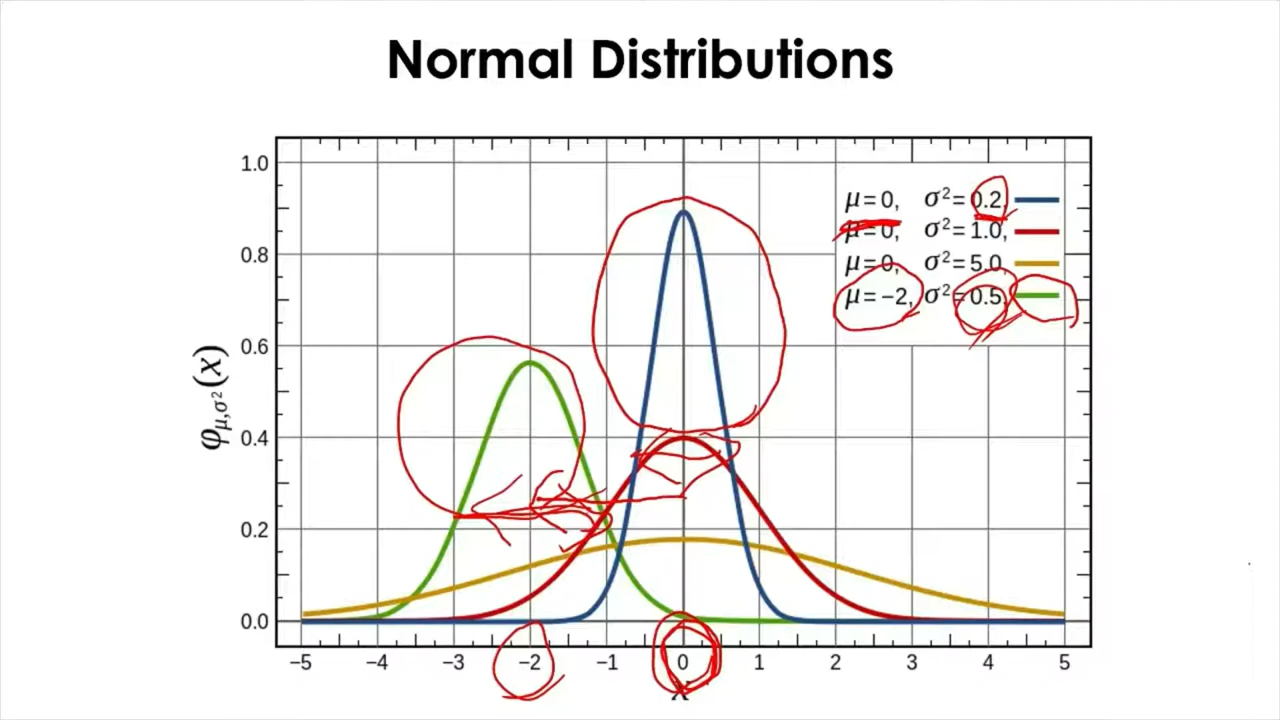 Normal Distributions
1.0
0.8
0.6
0.4
0.2
0.0
φμ,σ²(x)
μ=0, σ²=0.2,
μ=0, σ²=1.0,
μ=0, σ²=5.0,
μ=−2, σ²=0.5,
−5 −4 −3 −2 −1 0 1 2 3 4 5
x